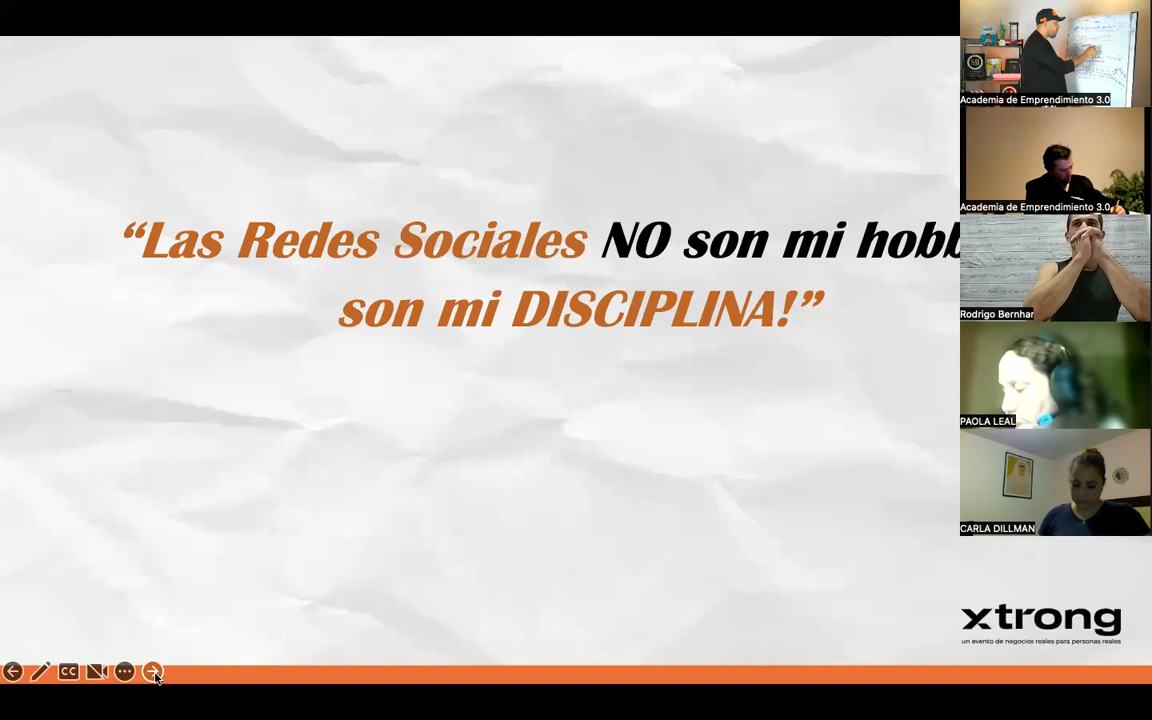 “Las Redes Sociales NO son mi
son mi DISCIPLINA!”
Academia de Emprendimiento 3.0
Academia de Emprendimiento 3.0
Rodrigo Bernhar
PAOLA LEAL
CARLA DILLMAN
xtrong
un evento de negocios reales para personas reales
CC